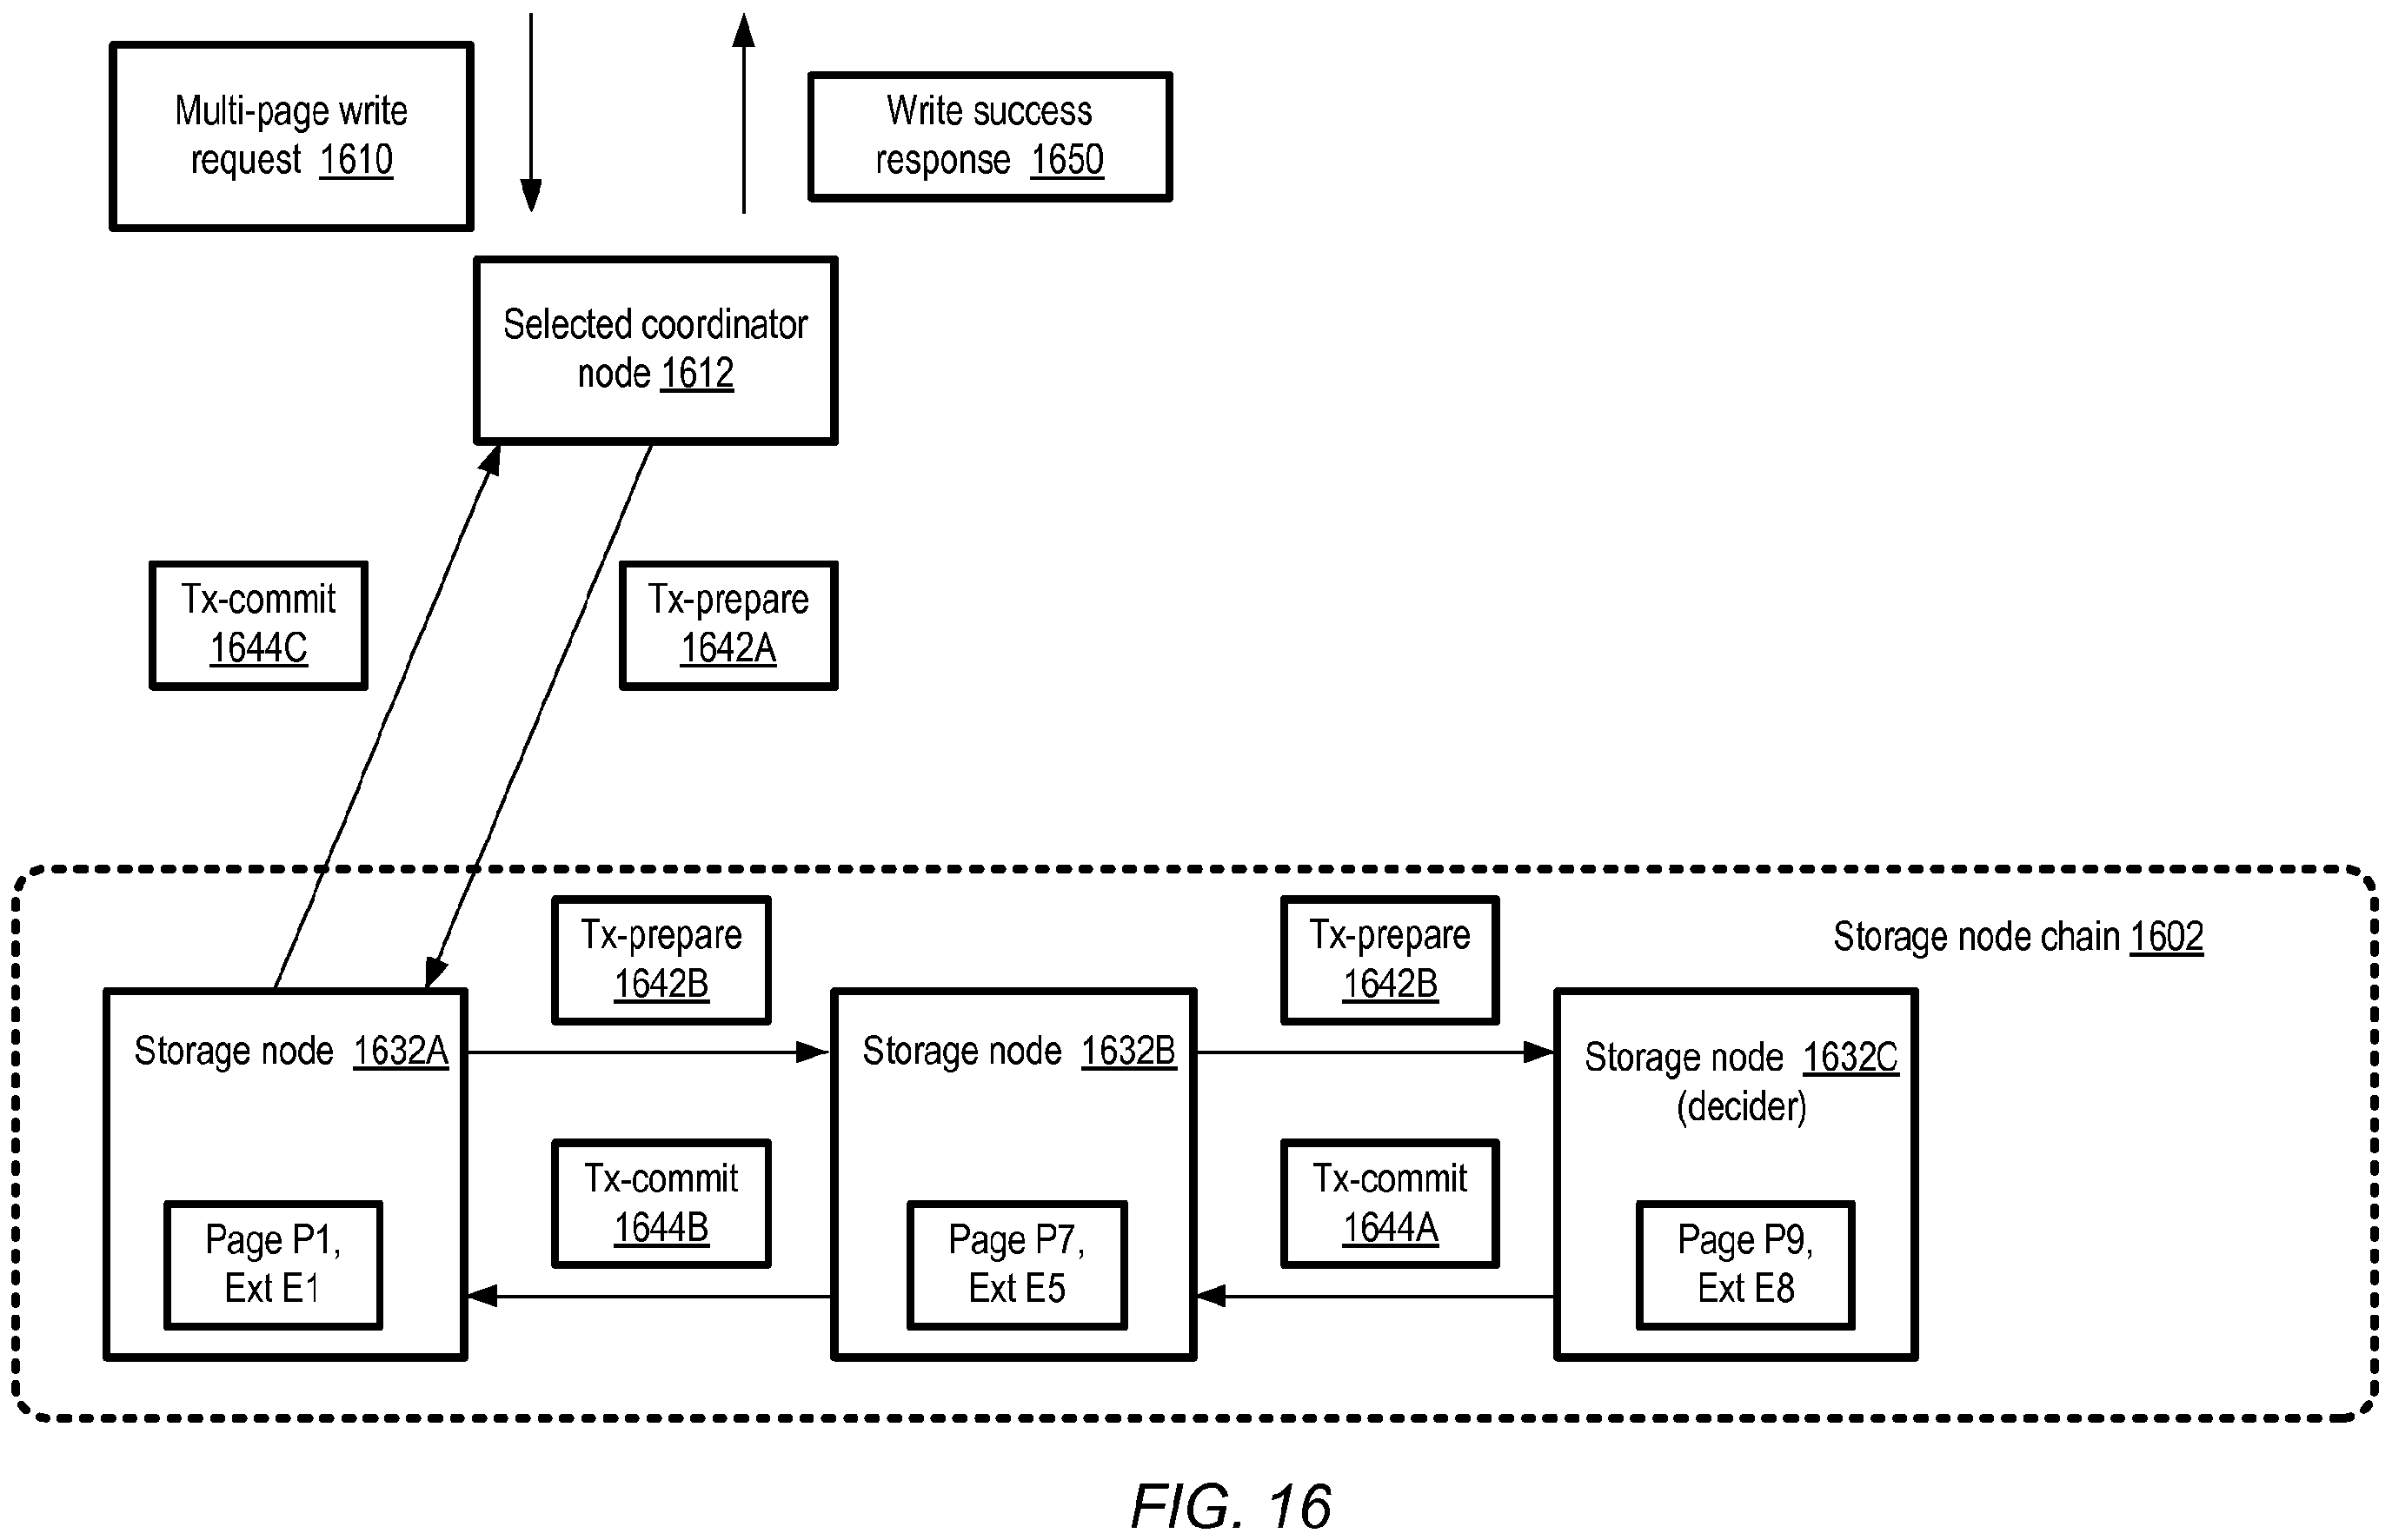 Multi-page write
request 1610
Write success
response 1650
Selected coordinator
node 1612
Tx-commit
1644C
Tx-prepare
1642A
Tx-prepare
1642B
Tx-prepare
1642B
Storage node chain 1602
Storage node 1632A
Storage node 1632B
Storage node 1632C
(decider)
Tx-commit
1644B
Tx-commit
1644A
Page P1,
Ext E1
Page P7,
Ext E5
Page P9,
Ext E8
FIG. 16